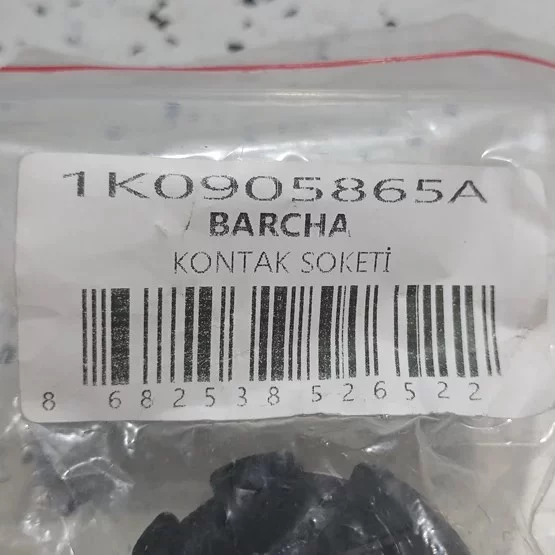 1K0905865A
BARCHA
KONTAK SOKETİ
8 682538 526522